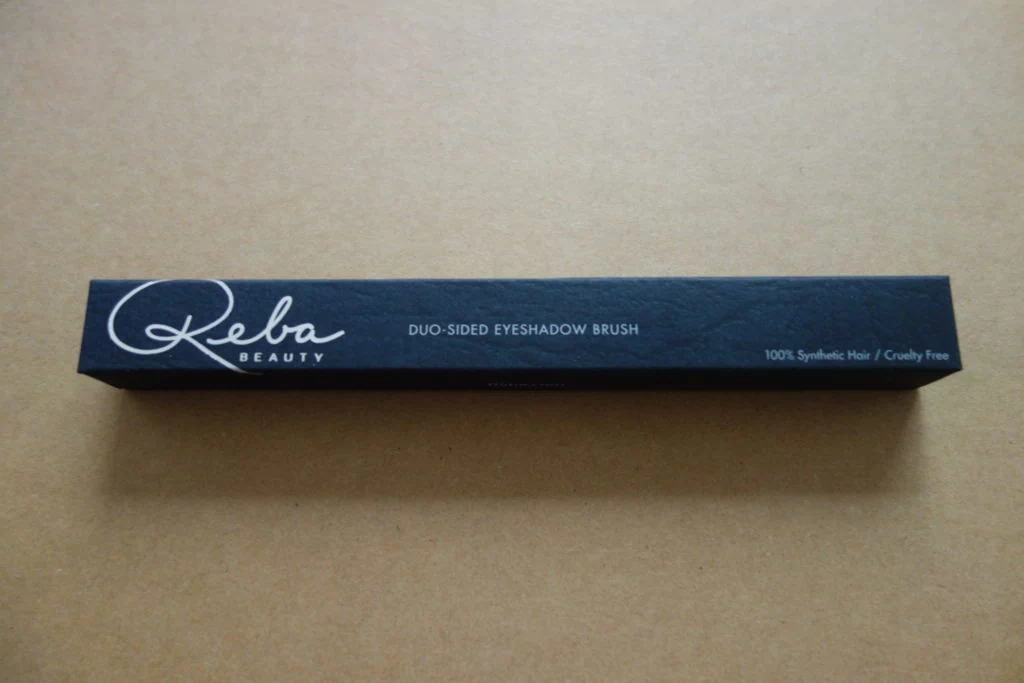 Reba
BEAUTY
DUO-SIDED EYESHADOW BRUSH
100% Synthetic Hair / Cruelty Free